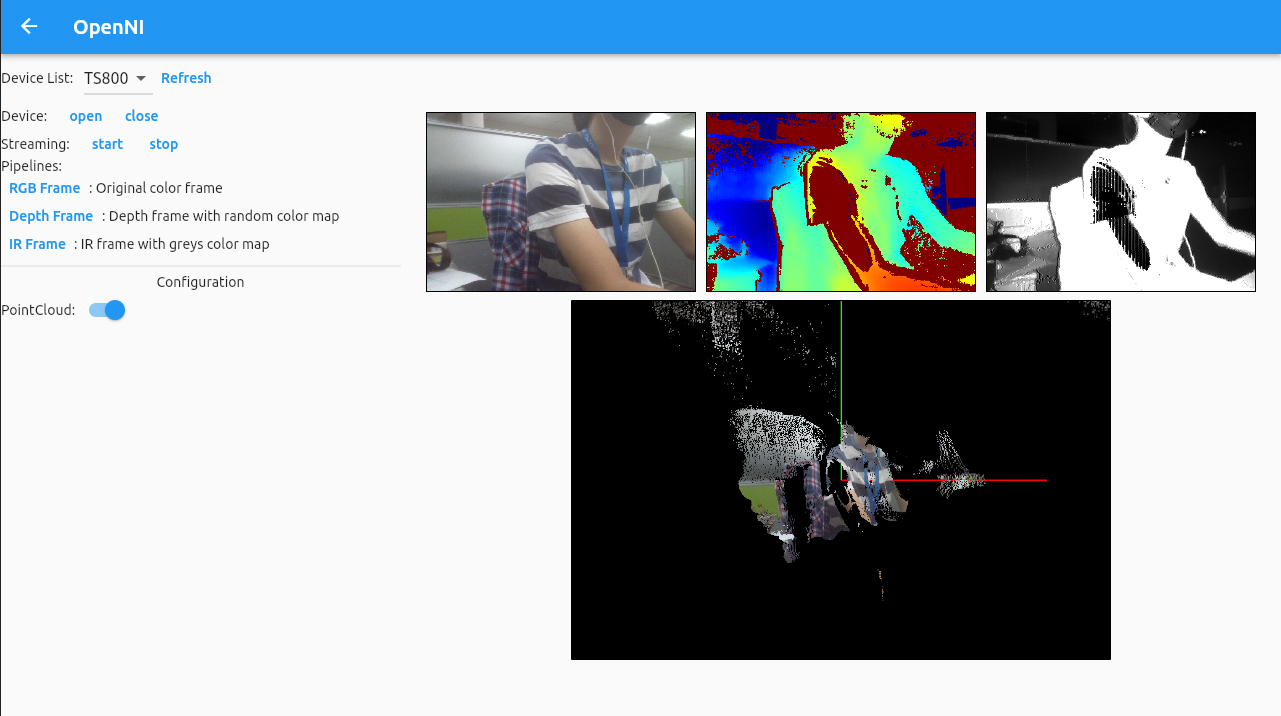 OpenNI
Device List: TS800 Refresh
Device: open close
Streaming: start stop
Pipelines:
RGB Frame : Original color frame
Depth Frame : Depth frame with random color map
IR Frame : IR frame with greys color map
Configuration
PointCloud: